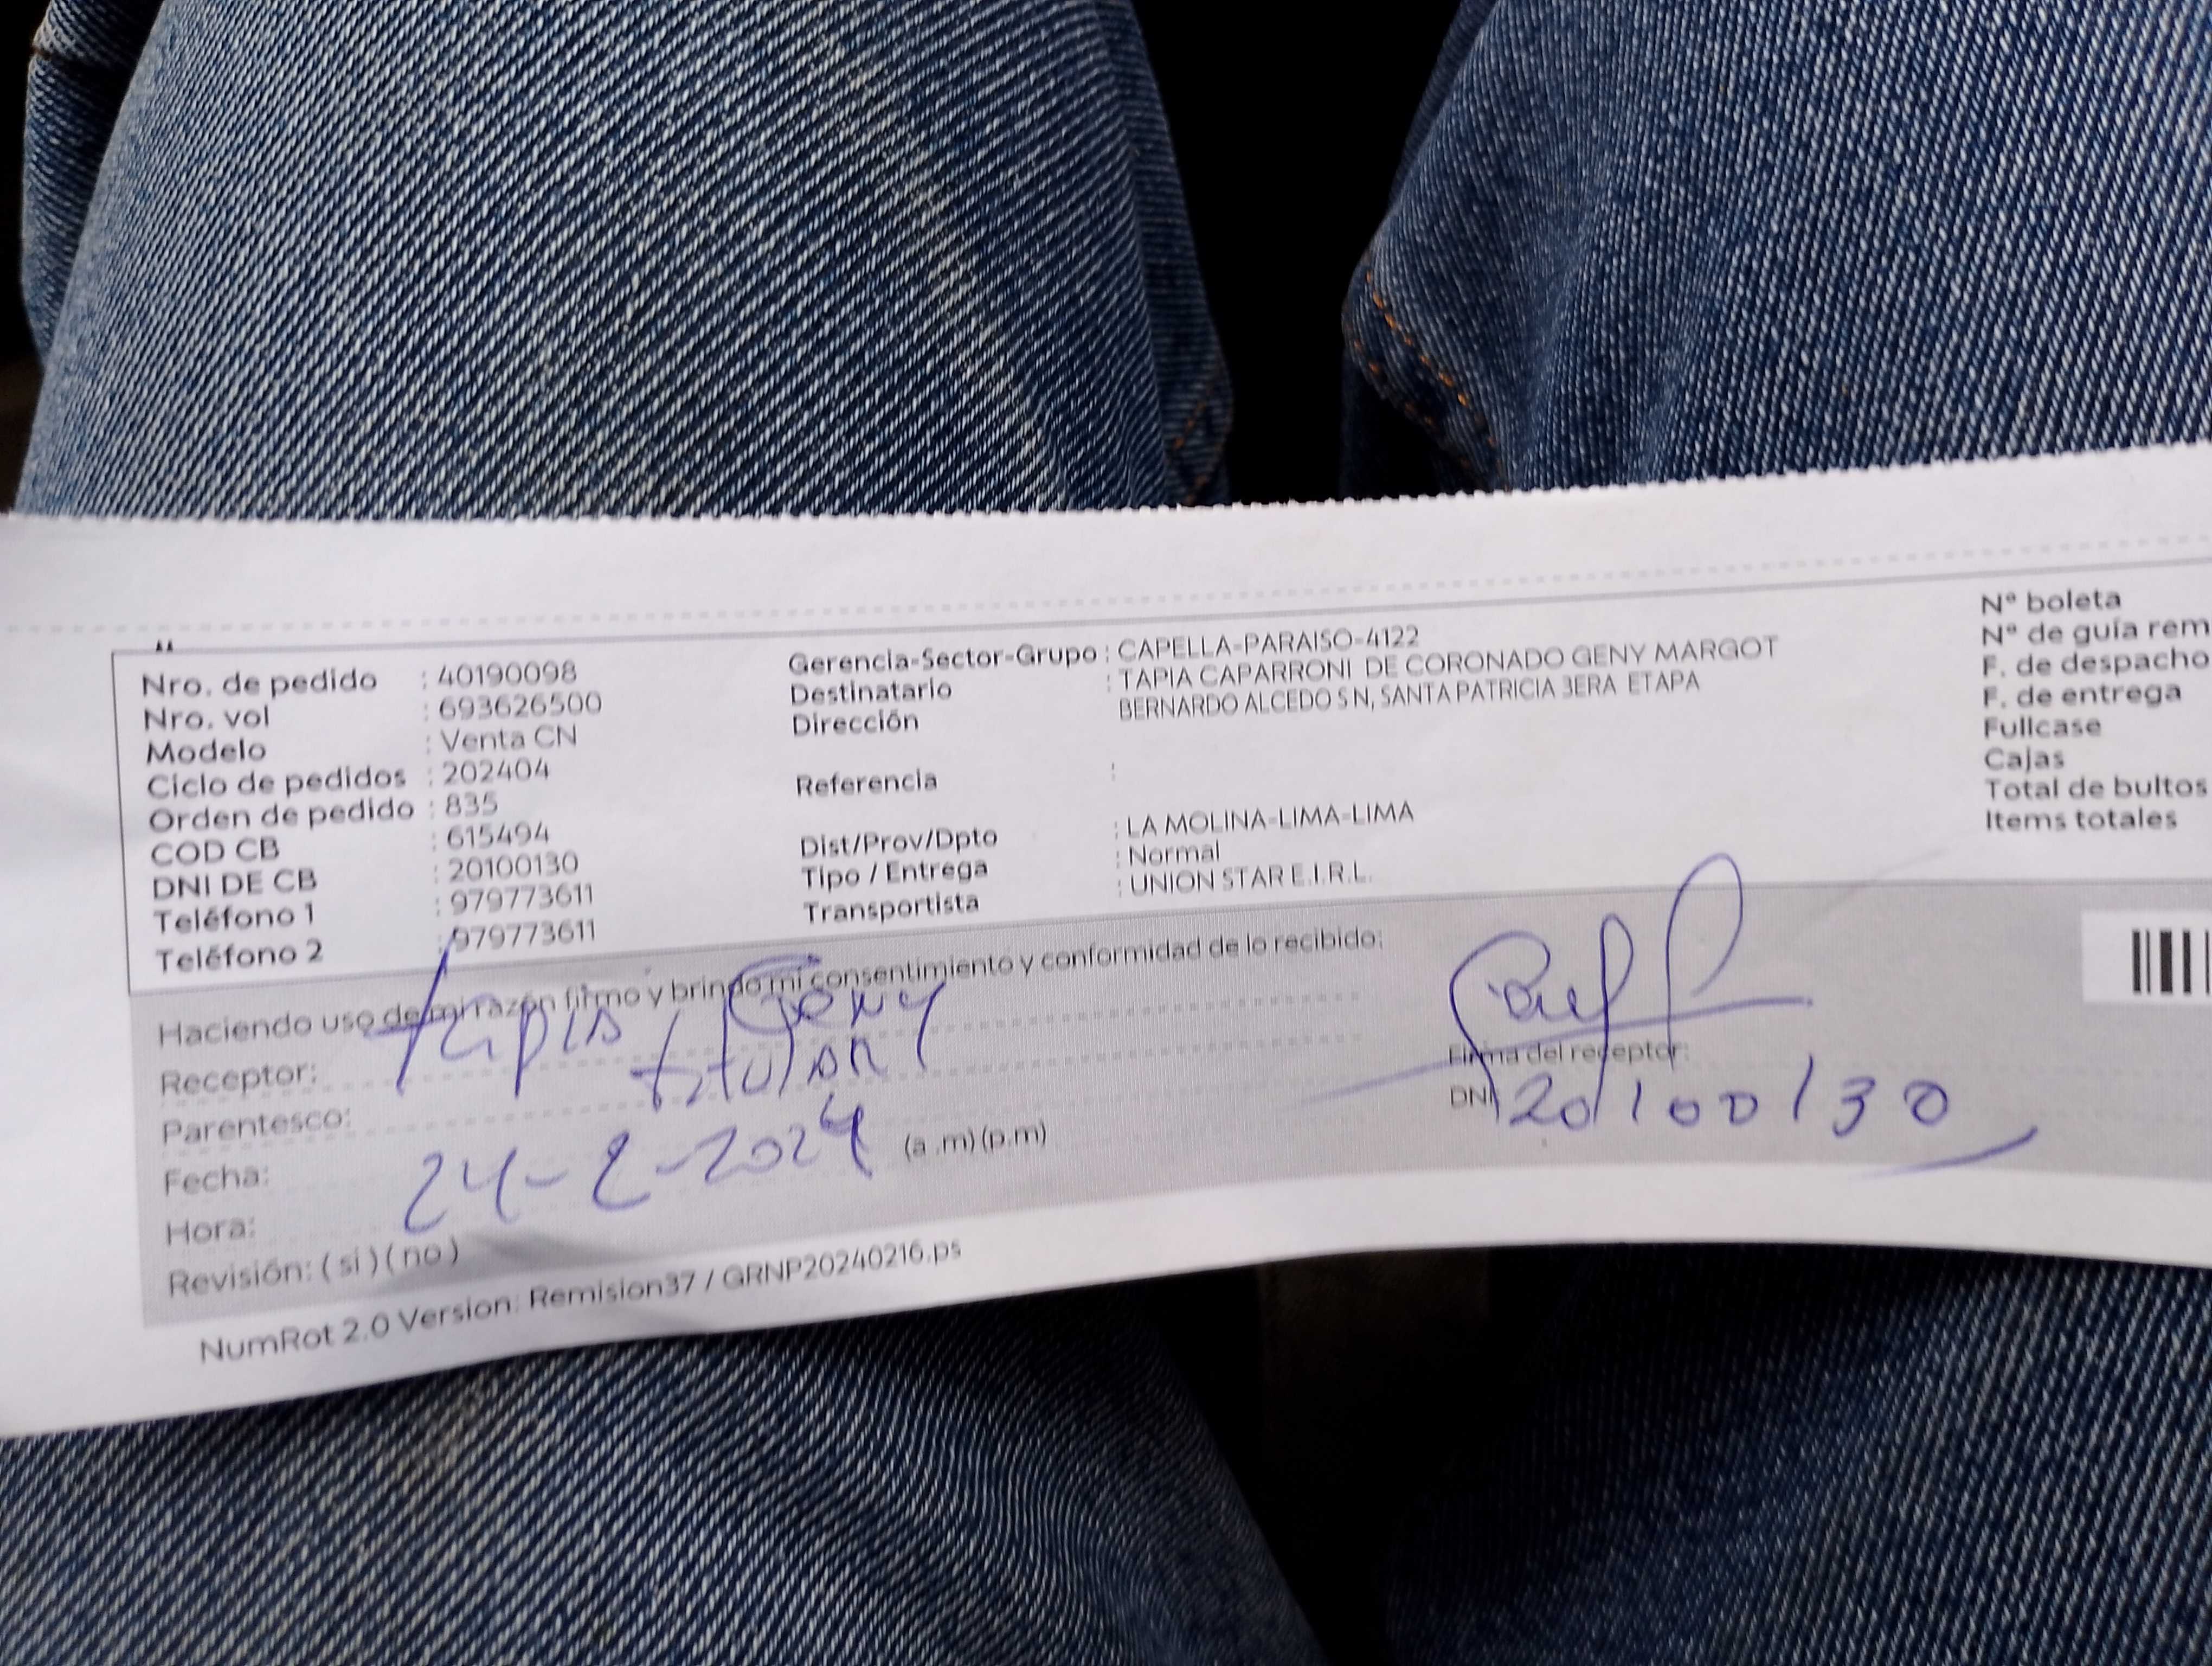 Nro. de pedido : 40190098
Nro. vol : 693626500
Modelo : Venta CN
Ciclo de pedidos : 202404
Orden de pedido : 835
COD CB : 615494
DNI DE CB : 20100130
Teléfono 1 : 979773611
Teléfono 2 : 979773611
Gerencia-Sector-Grupo : CAPELLA-PARAISO-4122
Destinatario : TAPIA CAPARRONI DE CORONADO GENY MARGOT
Dirección BERNARDO ALCEDO S N, SANTA PATRICIA 3ERA ETAPA
Referencia :
Dist/Prov/Dpto : LA MOLINA-LIMA-LIMA
Tipo / Entrega : Normal
Transportista : UNION STAR E.I.R.L.
N° boleta
N° de guía rem
F. de despacho
F. de entrega
Fullcase
Cajas
Total de bultos
Items totales
Haciendo uso de mi razón firmo y brindo mi consentimiento y conformidad de lo recibido:
Receptor: Tapia Geny
Parentesco: titular
Fecha: 24-2-2024
Hora: (a .m) (p.m)
Revisión: ( si ) ( no )
Firma del receptor:
DNI 20100130
NumRot 2.0 Version: Remision37 / GRNP20240216.ps